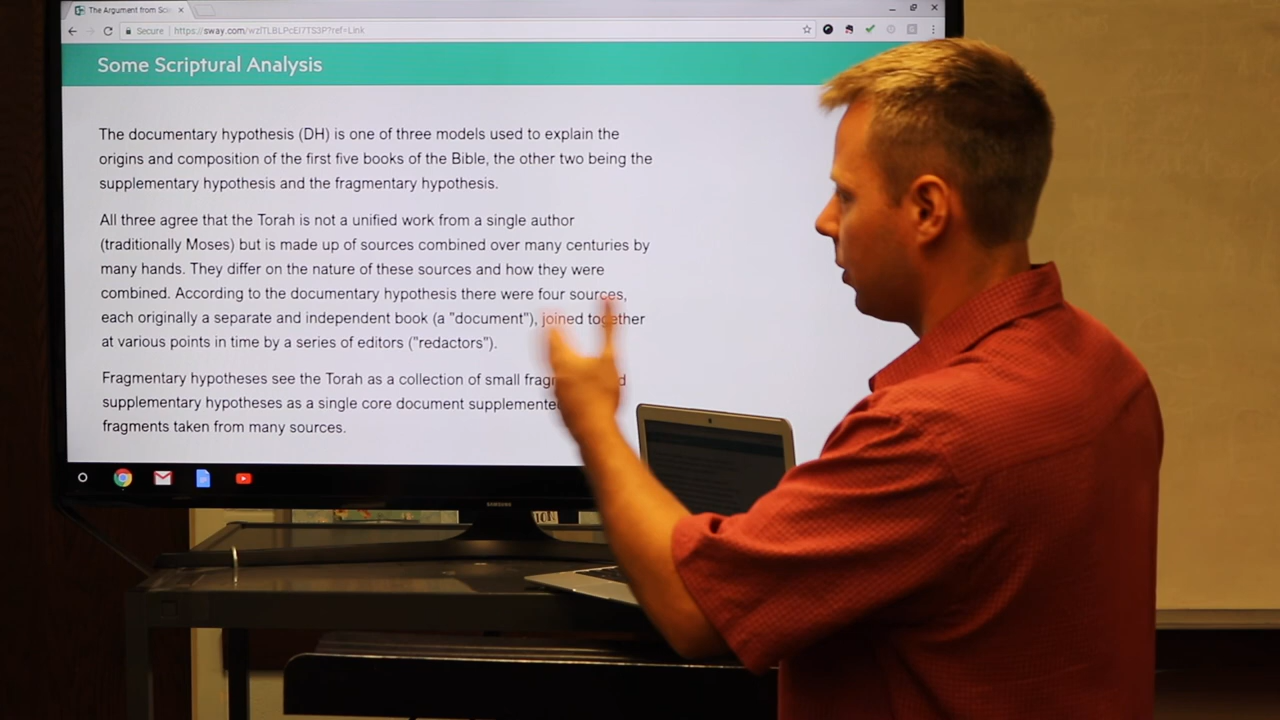 The Argument from Sci
Secure https://sway.com/wzlTLBLPcEI7TS3P?ref=Link
Some Scriptural Analysis
The documentary hypothesis (DH) is one of three models used to explain the
origins and composition of the first five books of the Bible, the other two being the
supplementary hypothesis and the fragmentary hypothesis.
All three agree that the Torah is not a unified work from a single author
(traditionally Moses) but is made up of sources combined over many centuries by
many hands. They differ on the nature of these sources and how they were
combined. According to the documentary hypothesis there were four sources,
each originally a separate and independent book (a "document"), joined together
at various points in time by a series of editors ("redactors").
Fragmentary hypotheses see the Torah as a collection of small frag
supplementary hypotheses as a single core document supplemente
fragments taken from many sources.
SAMSUNG